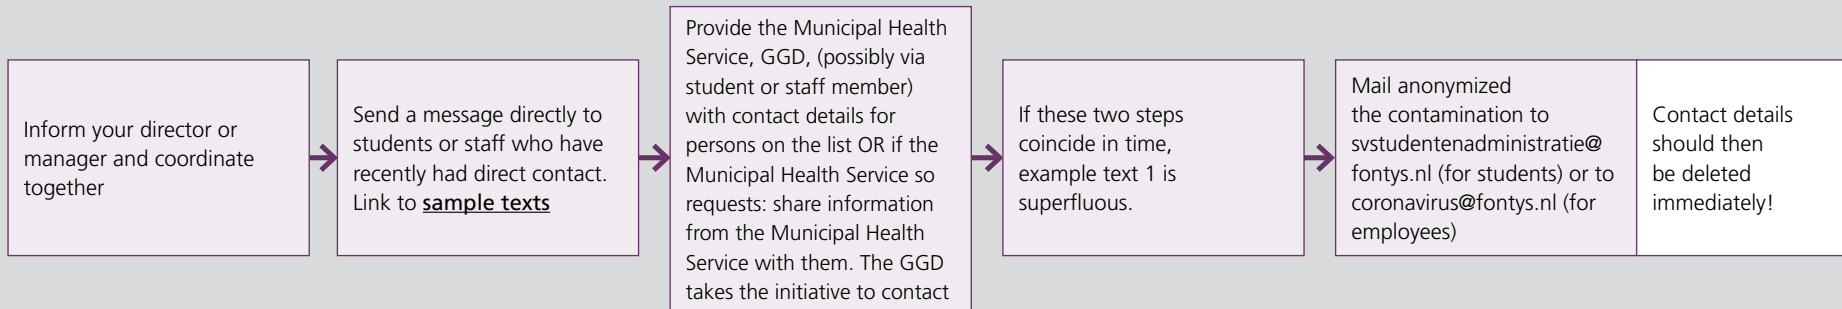 Inform your director or
manager and coordinate
together
Send a message directly to
students or staff who have
recently had direct contact.
Link to sample texts
Provide the Municipal Health
Service, GGD, (possibly via
student or staff member)
with contact details for
persons on the list OR if the
Municipal Health Service so
requests: share information
from the Municipal Health
Service with them. The GGD
takes the initiative to contact
If these two steps
coincide in time,
example text 1 is
superfluous.
Mail anonymized
the contamination to
svstudentenadministratie@
fontys.nl (for students) or to
coronavirus@fontys.nl (for
employees)
Contact details
should then
be deleted
immediately!